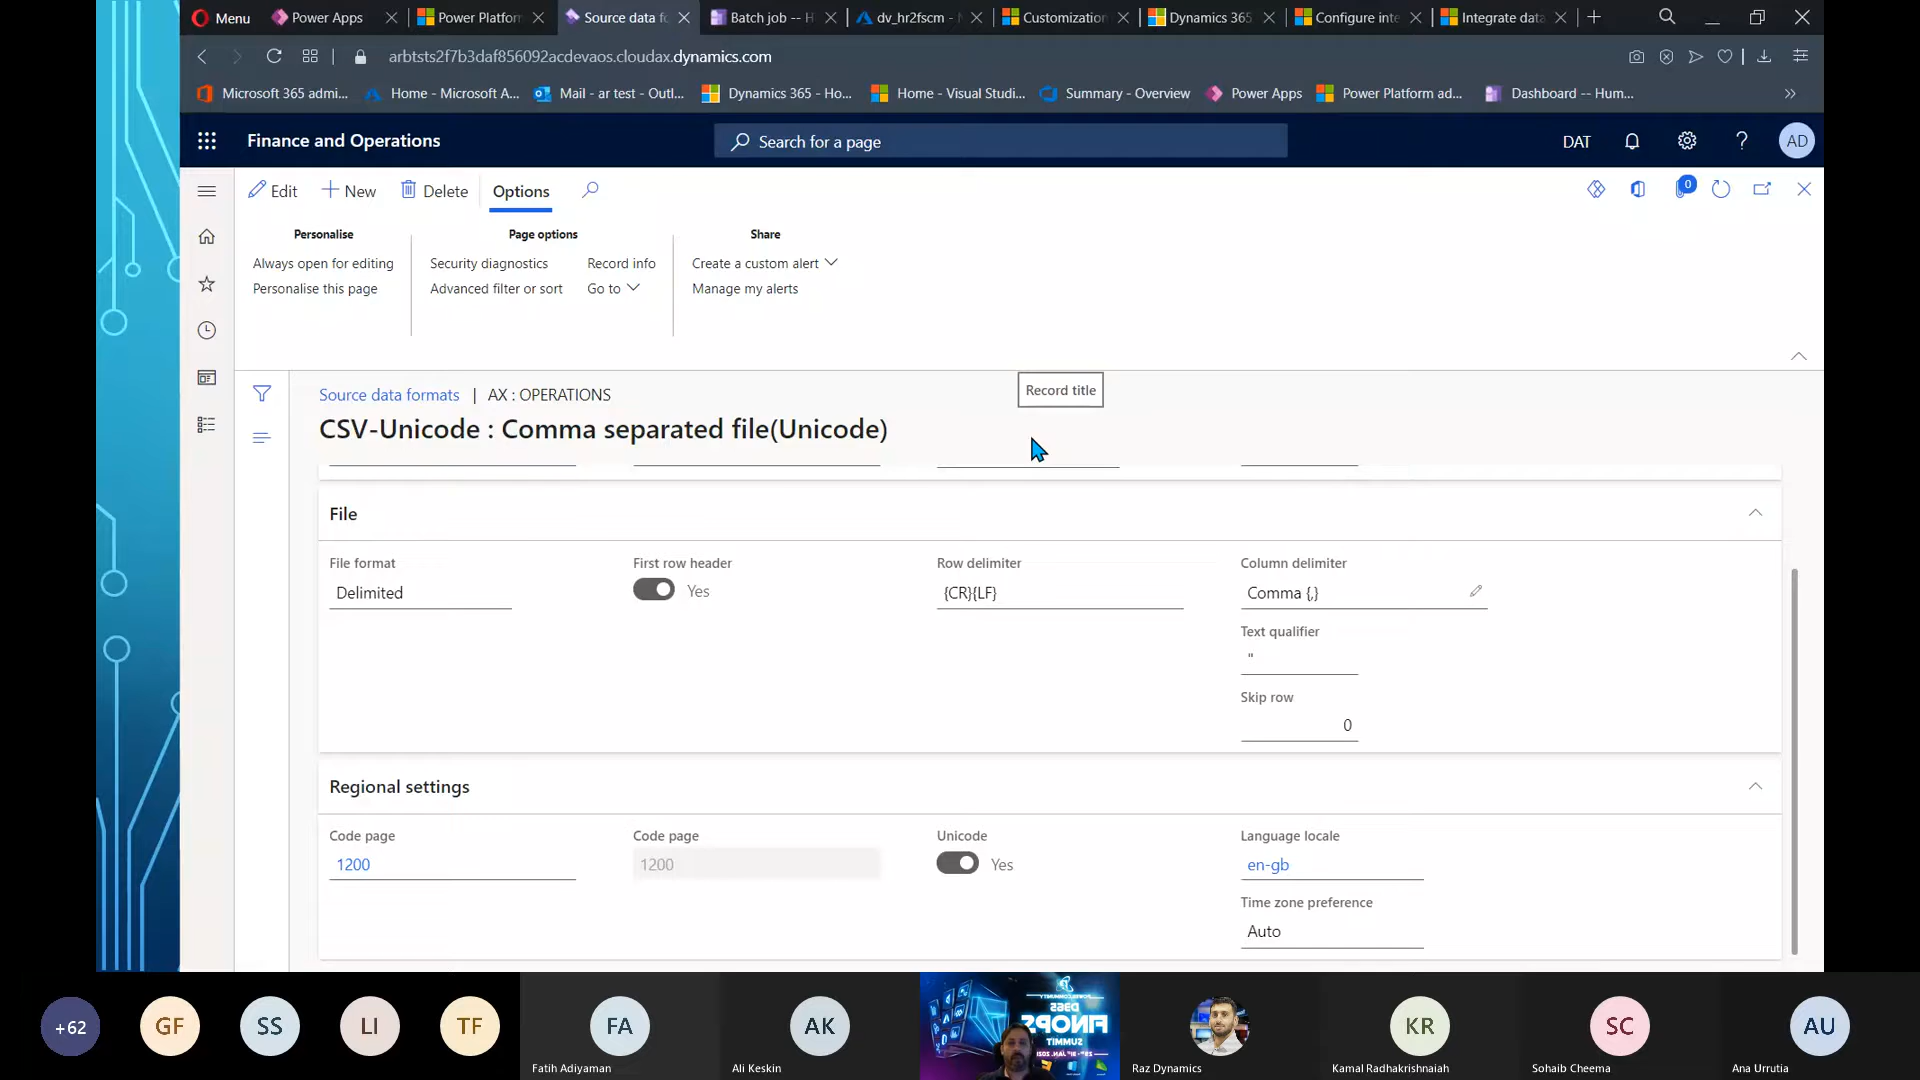 Menu
Power Apps
Power Platform
Source data fo
Batch job -- H
dv_hr2fscm -
Customization
Dynamics 365
Configure inte
Integrate data
arbtsts2f7b3daf856092acdevaos.cloudax.dynamics.com
Microsoft 365 admi...
Home - Microsoft A...
Mail - ar test - Outl...
Dynamics 365 - Ho...
Home - Visual Studi...
Summary - Overview
Power Apps
Power Platform ad...
Dashboard -- Hum...
Finance and Operations
Search for a page
DAT
?
AD
Edit
New
Delete
Options
0
Personalise
Always open for editing
Personalise this page
Page options
Security diagnostics
Record info
Advanced filter or sort
Go to
Share
Create a custom alert
Manage my alerts
Source data formats | AX : OPERATIONS
Record title
CSV-Unicode : Comma separated file(Unicode)
File
File format
Delimited
First row header
Yes
Row delimiter
{CR}{LF}
Column delimiter
Comma {,}
Text qualifier
"
Skip row
0
Regional settings
Code page
1200
Code page
1200
Unicode
Yes
Language locale
en-gb
Time zone preference
Auto
+62
GF
SS
LI
TF
FA
Fatih Adiyaman
AK
Ali Keskin
D365
FINOPS
SUMMIT
Raz Dynamics
KR
Kamal Radhakrishnaiah
SC
Sohaib Cheema
AU
Ana Urrutia